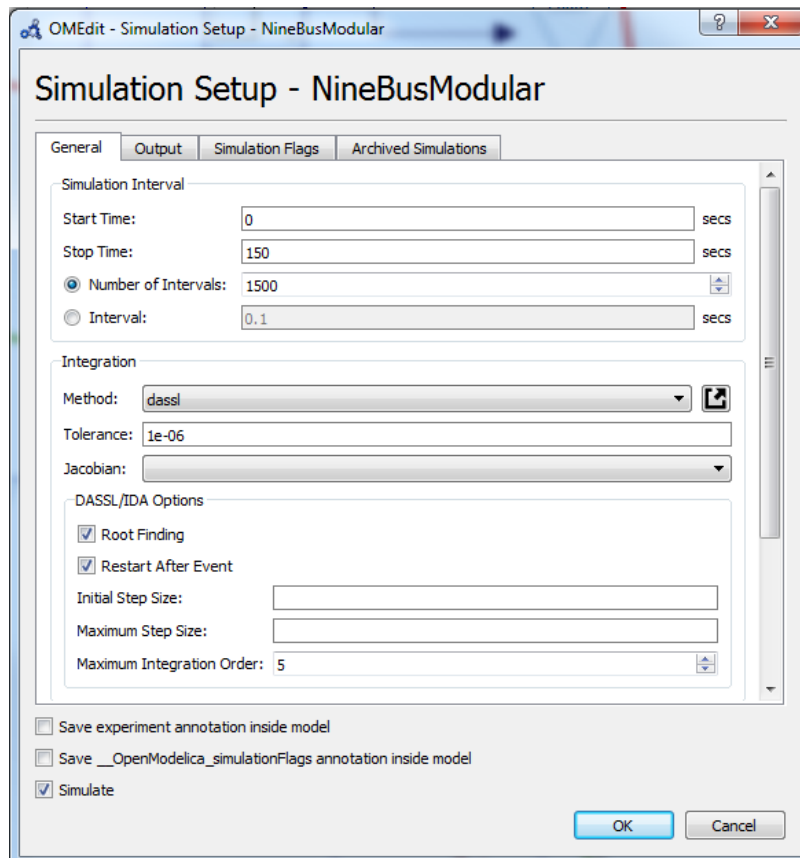 OMEdit - Simulation Setup - NineBusModular
Simulation Setup - NineBusModular
General Output Simulation Flags Archived Simulations
Simulation Interval
Start Time: 0 secs
Stop Time: 150 secs
Number of Intervals: 1500
Interval: 0.1 secs
Integration
Method: dassl
Tolerance: 1e-06
Jacobian:
DASSL/IDA Options
Root Finding
Restart After Event
Initial Step Size:
Maximum Step Size:
Maximum Integration Order: 5
Save experiment annotation inside model
Save __OpenModelica_simulationFlags annotation inside model
Simulate
OK Cancel